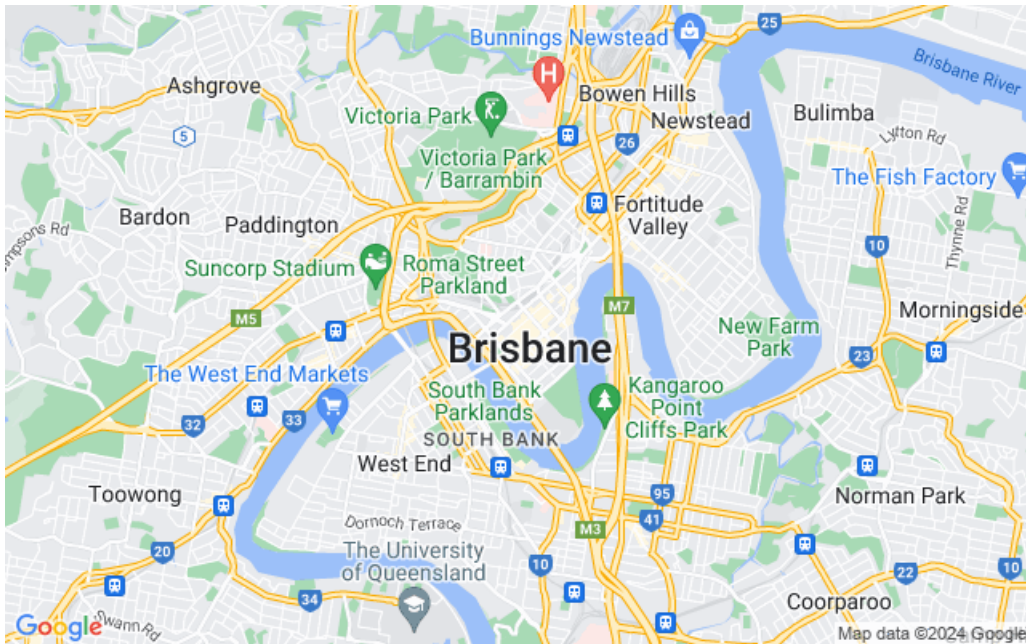 25
Bunnings Newstead
Brisbane River
H
Ashgrove
Bowen Hills
Victoria Park
Newstead
Bulimba
Lytton Rd
5
26
Victoria Park
/ Barrambin
The Fish Factory
Bardon
Paddington
Fortitude
Valley
Thynne Rd
10
Suncorp Stadium
Roma Street
Parkland
M5
M7
Morningside
New Farm
Park
23
Brisbane
The West End Markets
South Bank
Parklands
Kangaroo
Point
Cliffs Park
33
32
SOUTH BANK
West End
Toowong
95
Norman Park
41
Dornoch Terrace
M3
20
The University
of Queensland
10
22
10
34
Coorparoo
Swann Rd
Google
Map data ©2024 Google